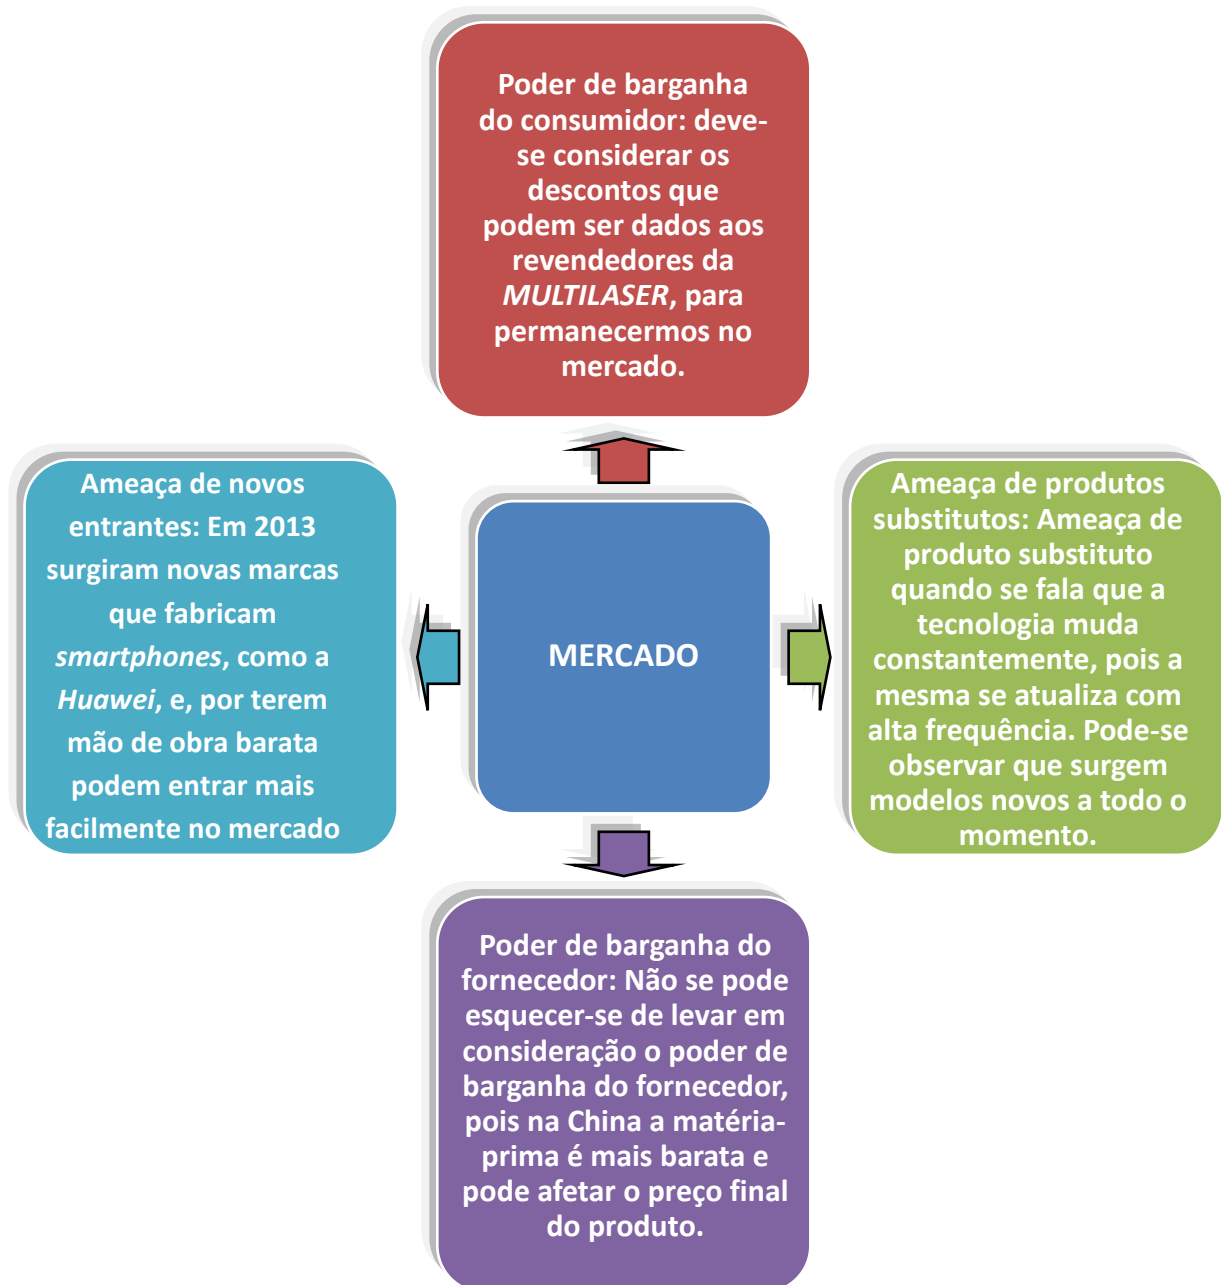 Poder de barganha
do consumidor: deve-
se considerar os
descontos que
podem ser dados aos
revendedores da
MULTILASER, para
permanecermos no
mercado.
Ameaça de novos
entrantes: Em 2013
surgiram novas marcas
que fabricam
smartphones, como a
Huawei, e, por terem
mão de obra barata
podem entrar mais
facilmente no mercado
MERCADO
Ameaça de produtos
substitutos: Ameaça de
produto substituto
quando se fala que a
tecnologia muda
constantemente, pois a
mesma se atualiza com
alta frequência. Pode-se
observar que surgem
modelos novos a todo o
momento.
Poder de barganha do
fornecedor: Não se pode
esquecer-se de levar em
consideração o poder de
barganha do fornecedor,
pois na China a matéria-
prima é mais barata e
pode afetar o preço final
do produto.